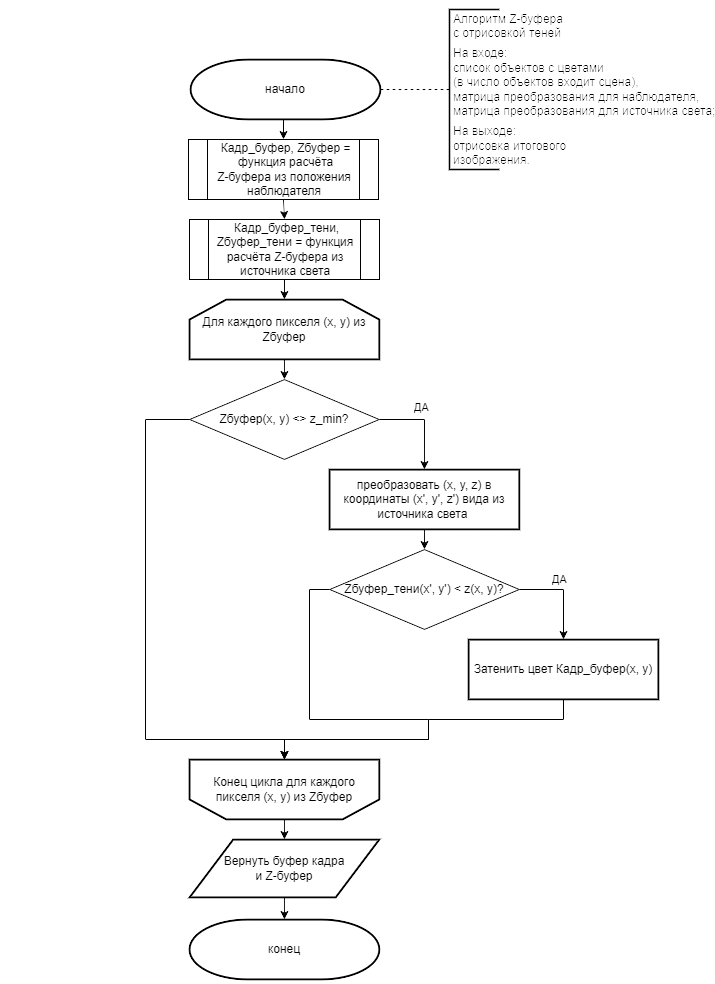 Алгоритм Z-буфера
с отрисовкой теней
На входе:
список объектов с цветами
(в число объектов входит сцена),
матрица преобразования для наблюдателя,
матрица преобразования для источника света;
На выходе:
отрисовка итогового
изображения.
начало
Кадр_буфер, Zбуфер =
функция расчёта
Z-буфера из положения
наблюдателя
Кадр_буфер_тени,
Zбуфер_тени = функция
расчёта Z-буфера из
источника света
Для каждого пикселя (x, y) из
Zбуфер
Zбуфер(x, y) <> z_min?
ДА
преобразовать (x, y, z) в
координаты (x', y', z') вида из
источника света
Zбуфер_тени(x', y') < z(x, y)?
ДА
Затенить цвет Кадр_буфер(x, y)
Конец цикла для каждого
пикселя (x, y) из Zбуфер
Вернуть буфер кадра
и Z-буфер
конец